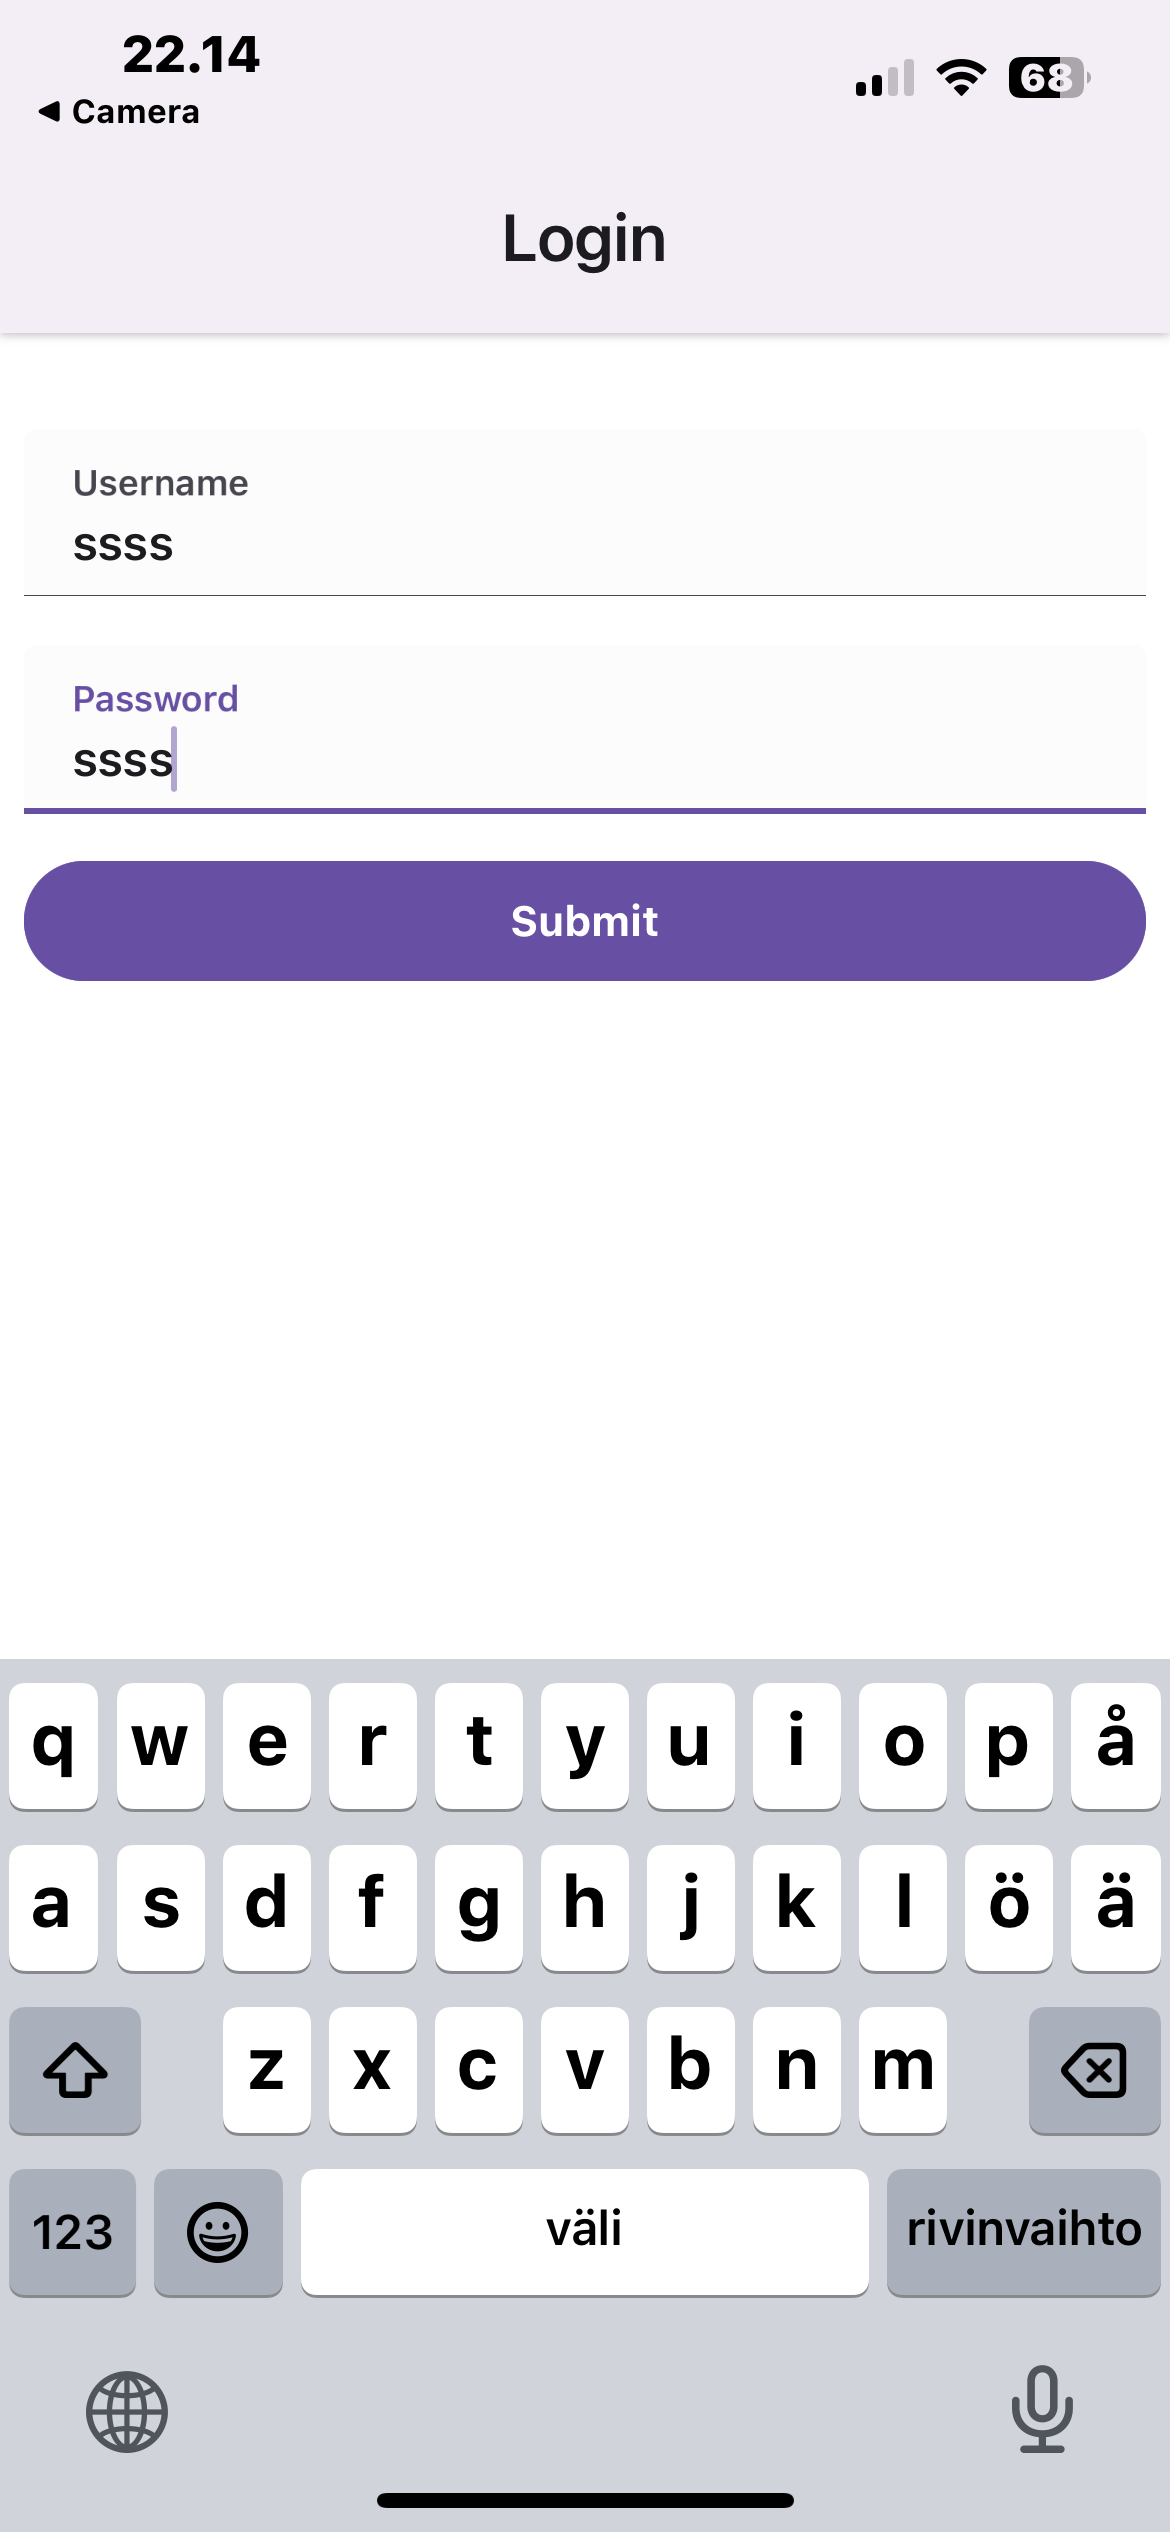 22.14
68
◀ Camera
Login
Username
ssss
Password
ssss
Submit
q w e r t y u i o p å
a s d f g h j k l ö ä
z x c v b n m
123 väli rivinvaihto